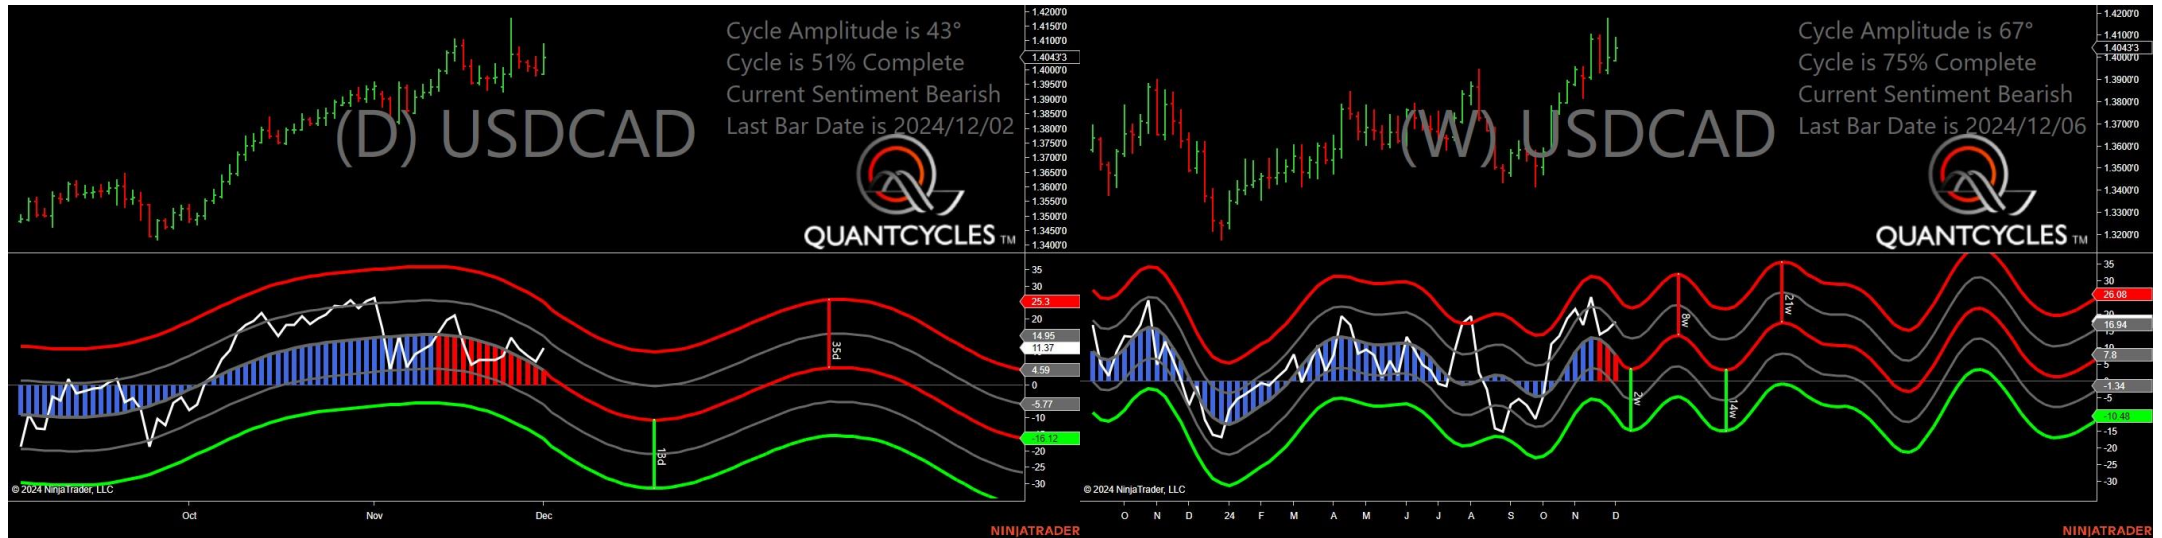 Cycle Amplitude is 43°
Cycle is 51% Complete
Current Sentiment Bearish
Last Bar Date is 2024/12/02
(D) USDCAD
QUANTCYCLES TM
1.4200'0
1.4150'0
1.4100'0
1.4043'3
1.4000'0
1.3950'0
1.3900'0
1.3850'0
1.3800'0
1.3750'0
1.3700'0
1.3650'0
1.3600'0
1.3550'0
1.3500'0
1.3450'0
1.3400'0
35
30
25.3
20
14.95
11.37
4.59
0
-5.77
-10
-16.12
-20
-25
-30
35d
13d
© 2024 NinjaTrader, LLC
Oct
Nov
Dec
NINJATRADER
Cycle Amplitude is 67°
Cycle is 75% Complete
Current Sentiment Bearish
Last Bar Date is 2024/12/06
(W) USDCAD
QUANTCYCLES TM
1.4200'0
1.4100'0
1.4043'3
1.4000'0
1.3900'0
1.3800'0
1.3700'0
1.3600'0
1.3500'0
1.3400'0
1.3300'0
1.3200'0
35
30
26.08
16.94
7.8
5
-1.34
-5
-10.48
-15
-20
-25
-30
2w
8w
14w
21w
© 2024 NinjaTrader, LLC
O N D 24 F M A M J J A S O N D
NINJATRADER